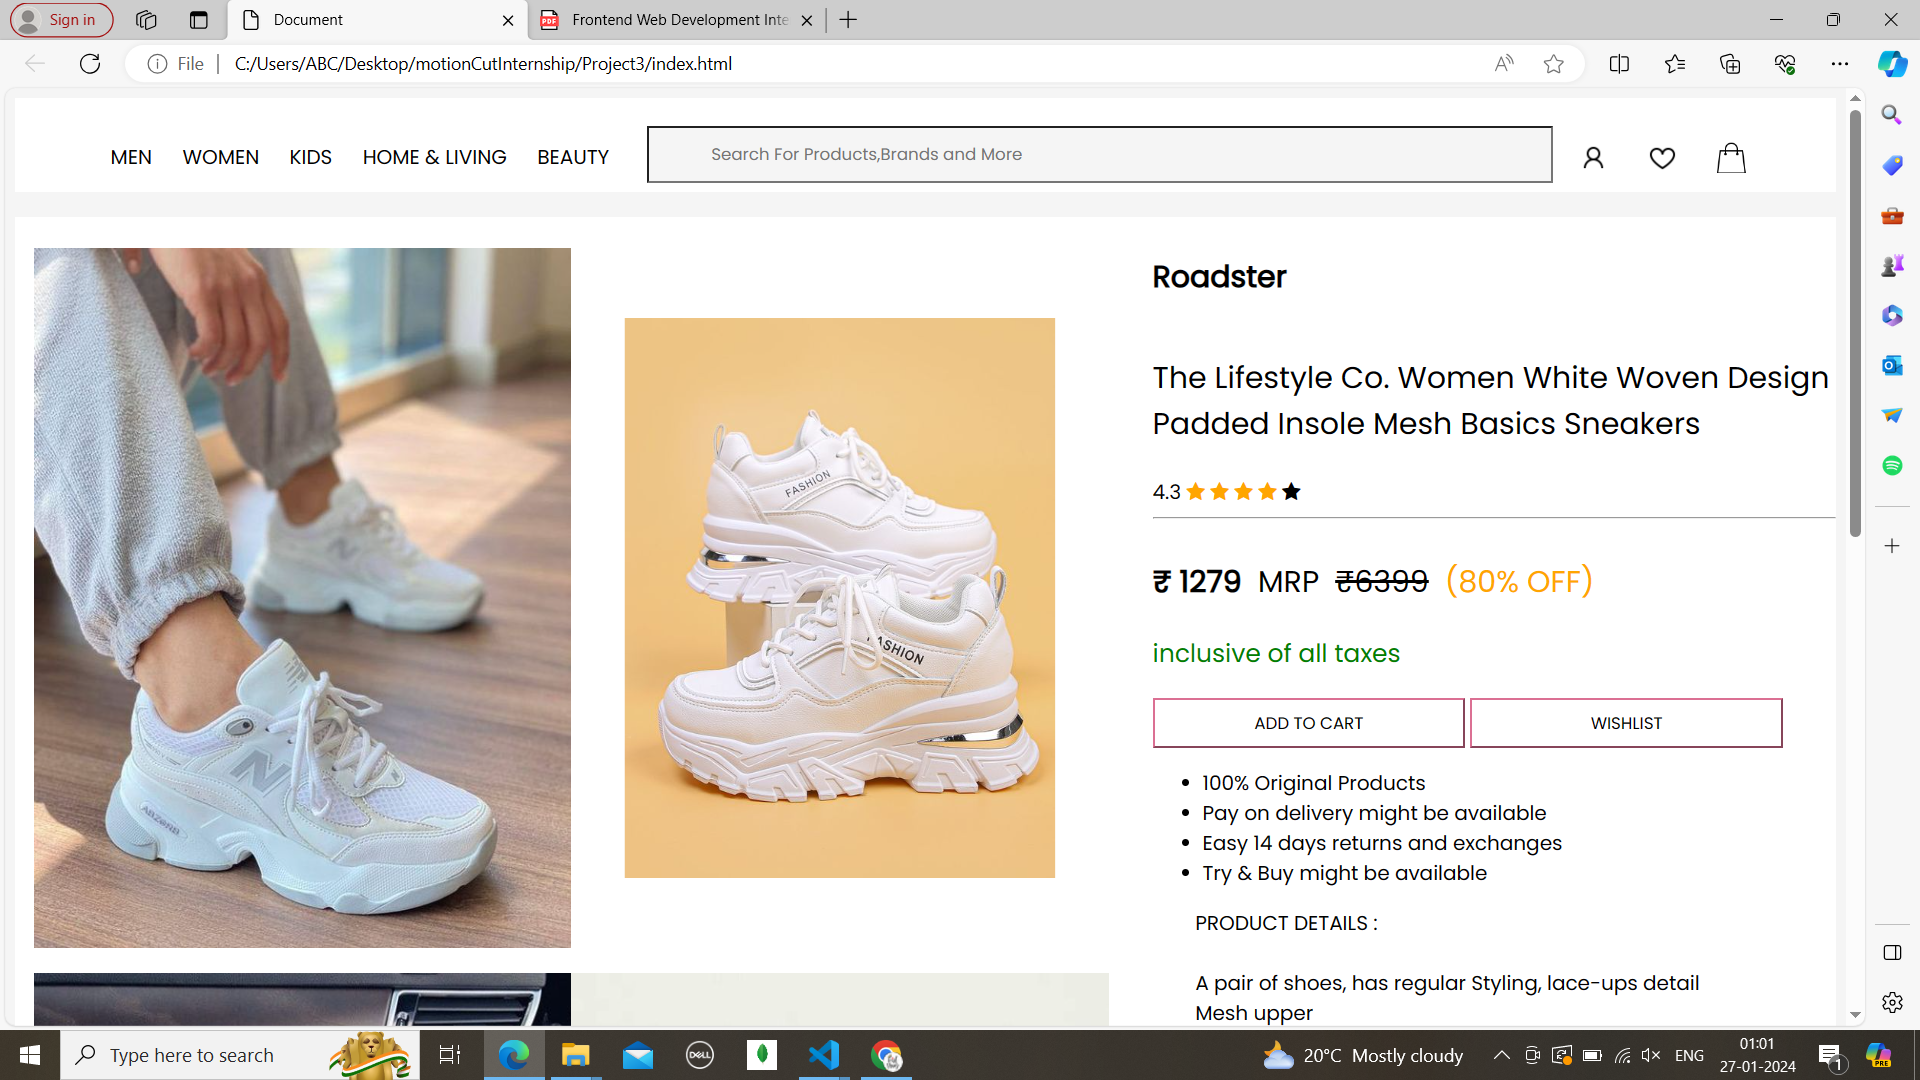 Sign in
Document
Frontend Web Development Inte
File
C:/Users/ABC/Desktop/motionCutInternship/Project3/index.html
MEN WOMEN KIDS HOME & LIVING BEAUTY
Search For Products,Brands and More
Roadster
The Lifestyle Co. Women White Woven Design
Padded Insole Mesh Basics Sneakers
4.3
₹ 1279 MRP ₹6399 (80% OFF)
inclusive of all taxes
ADD TO CART
WISHLIST
100% Original Products
Pay on delivery might be available
Easy 14 days returns and exchanges
Try & Buy might be available
PRODUCT DETAILS :
A pair of shoes, has regular Styling, lace-ups detail
Mesh upper
FASHION
FASHION
N
ABZORB
Type here to search
DELL
20°C Mostly cloudy
ENG
01:01
27-01-2024
1
PRE
PDF